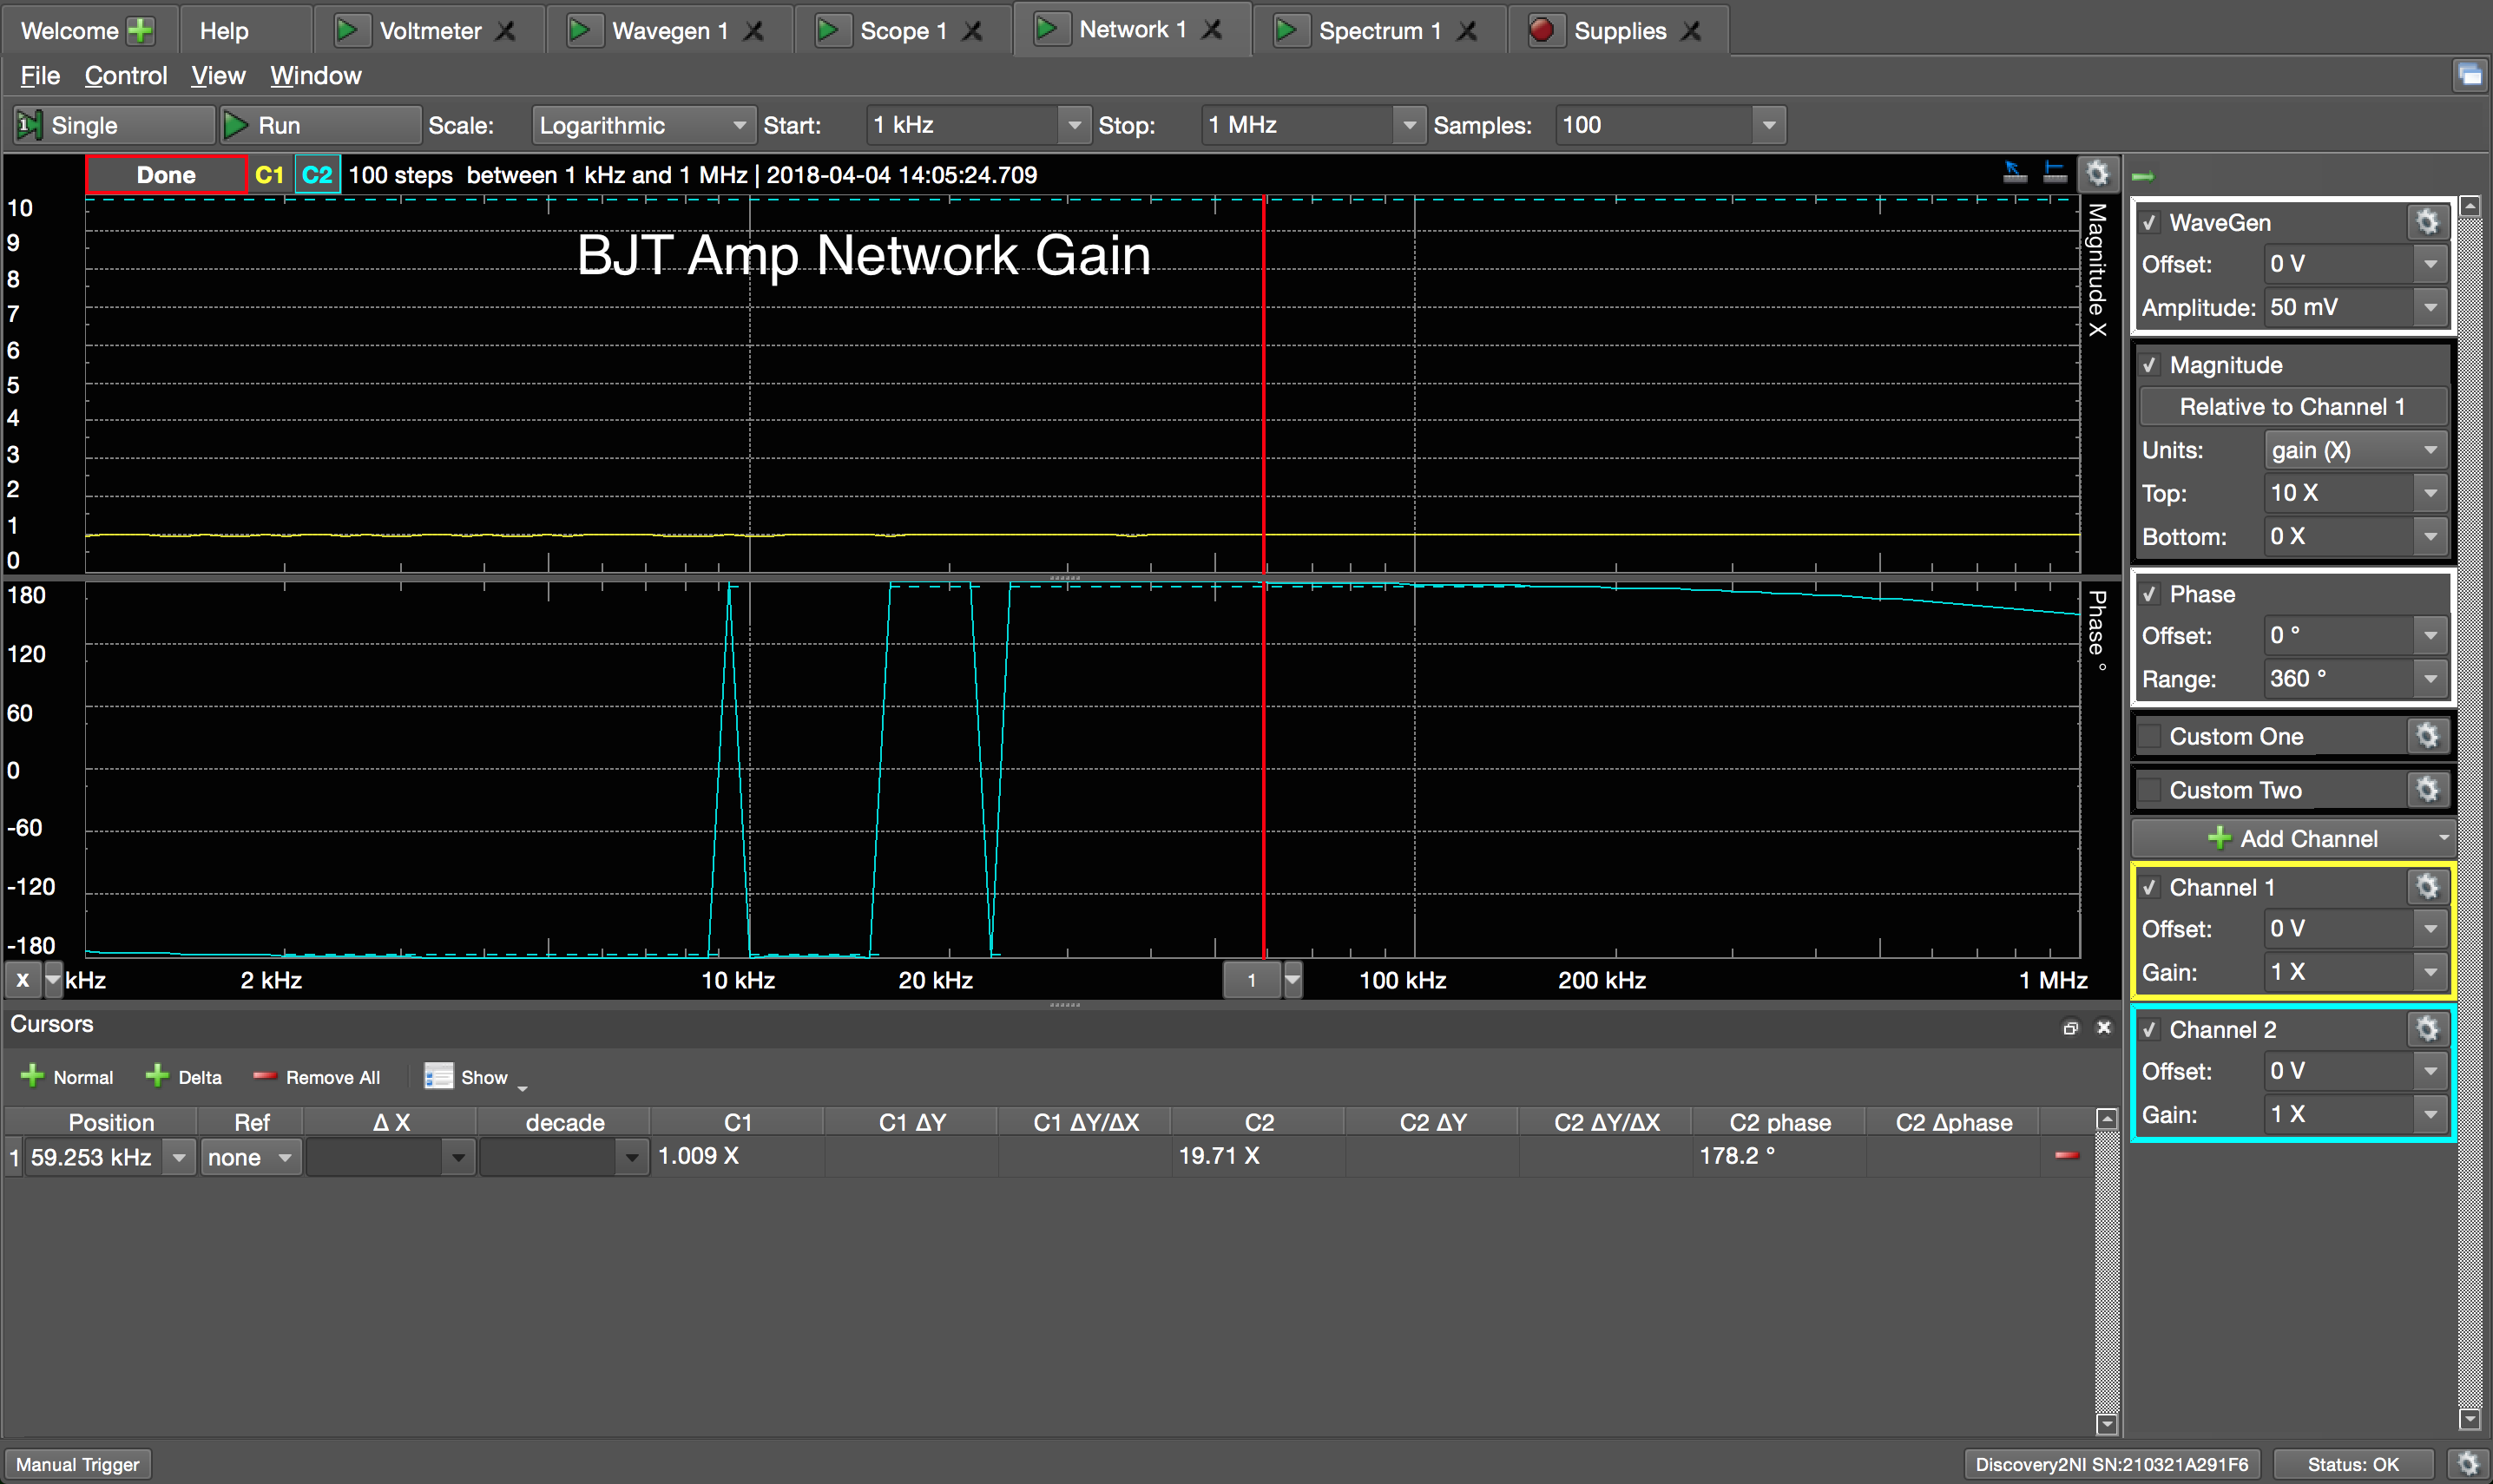 Welcome Help Voltmeter Wavegen 1 Scope 1 Network 1 Spectrum 1 Supplies
File Control View Window
1 Single Run Scale: Logarithmic Start: 1 kHz Stop: 1 MHz Samples: 100
Done C1 C2 100 steps between 1 kHz and 1 MHz | 2018-04-04 14:05:24.709
BJT Amp Network Gain
10
9
8
7
6
5
4
3
2
1
0
Magnitude X
180
120
60
0
-60
-120
-180
Phase °
X kHz 2 kHz 10 kHz 20 kHz 1 100 kHz 200 kHz 1 MHz
Cursors
Normal Delta Remove All Show
Position Ref Δ X decade C1 C1 ΔY C1 ΔY/ΔX C2 C2 ΔY C2 ΔY/ΔX C2 phase C2 Δphase
1 59.253 kHz none 1.009 X 19.71 X 178.2 °
WaveGen
Offset: 0 V
Amplitude: 50 mV
Magnitude
Relative to Channel 1
Units: gain (X)
Top: 10 X
Bottom: 0 X
Phase
Offset: 0 °
Range: 360 °
Custom One
Custom Two
Add Channel
Channel 1
Offset: 0 V
Gain: 1 X
Channel 2
Offset: 0 V
Gain: 1 X
Manual Trigger Discovery2NI SN:210321A291F6 Status: OK